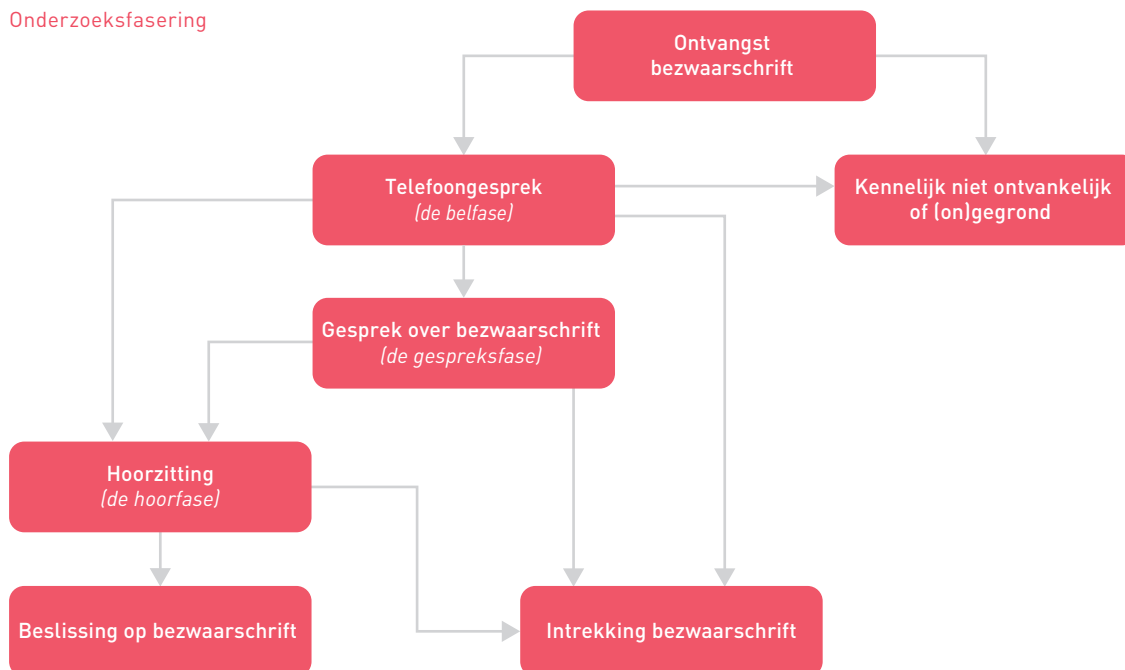 Onderzoeksfasering
Ontvangst
bezwaarschrift
Telefoongesprek
(de belfase)
Kennelijk niet ontvankelijk
of (on)gegrond
Gesprek over bezwaarschrift
(de gespreksfase)
Hoorzitting
(de hoorfase)
Beslissing op bezwaarschrift
Intrekking bezwaarschrift